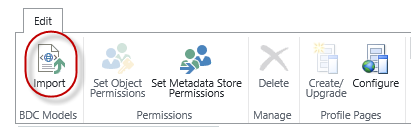 Edit
Import
Set Object
Permissions
Set Metadata Store
Permissions
Delete
Create/
Upgrade
Configure
BDC Models
Permissions
Manage
Profile Pages